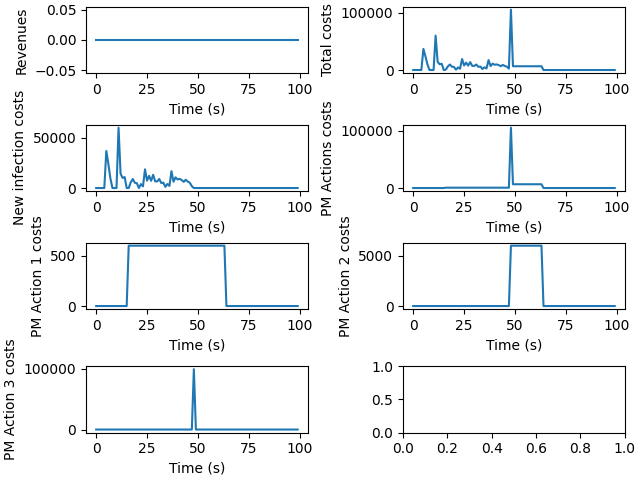 Revenues
0.05
0.00
−0.05
0 25 50 75 100
Time (s)
Total costs
100000
0
0 25 50 75 100
Time (s)
New infection costs
50000
0
0 25 50 75 100
Time (s)
PM Actions costs
100000
0
0 25 50 75 100
Time (s)
PM Action 1 costs
500
0
0 25 50 75 100
Time (s)
PM Action 2 costs
5000
0
0 25 50 75 100
Time (s)
PM Action 3 costs
100000
0
0 25 50 75 100
Time (s)
1.0
0.5
0.0
0.0 0.2 0.4 0.6 0.8 1.0